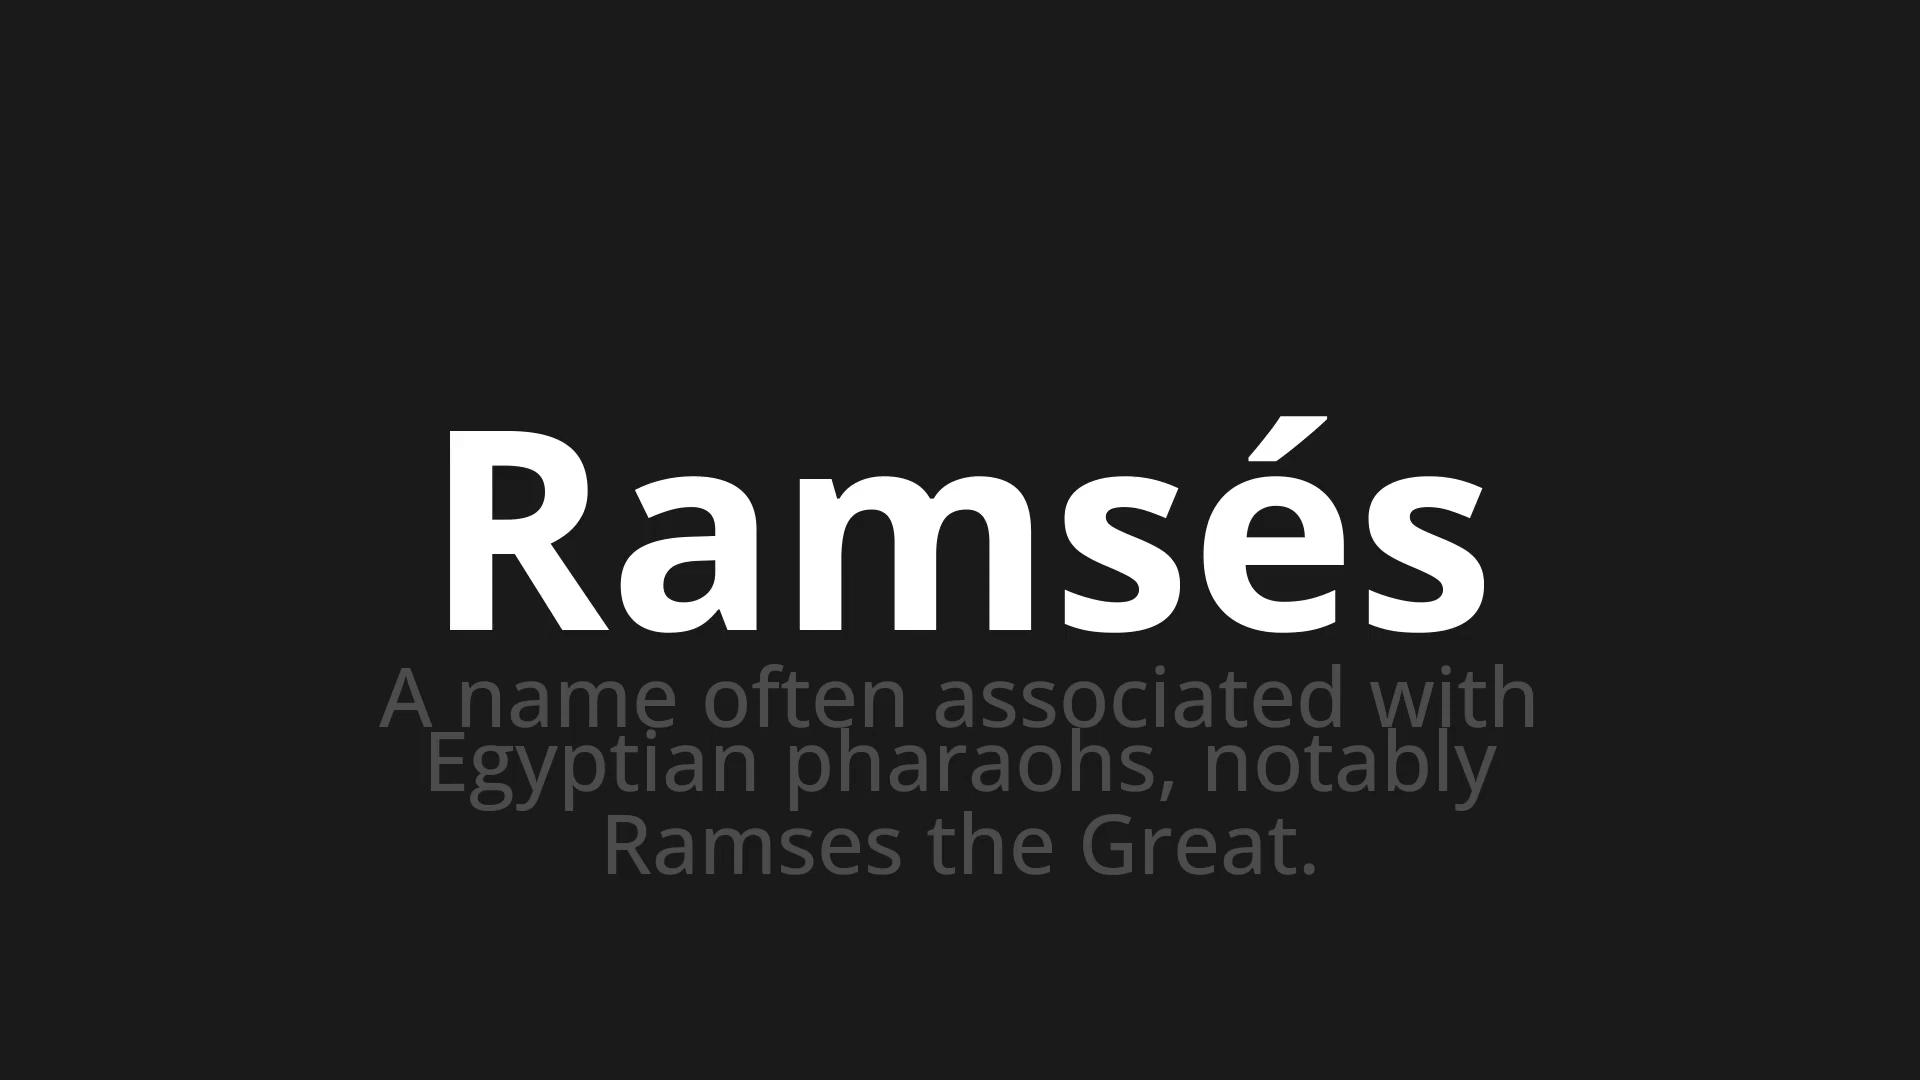 Ramsés
A name often associated with
Egyptian pharaohs, notably
Ramses the Great.